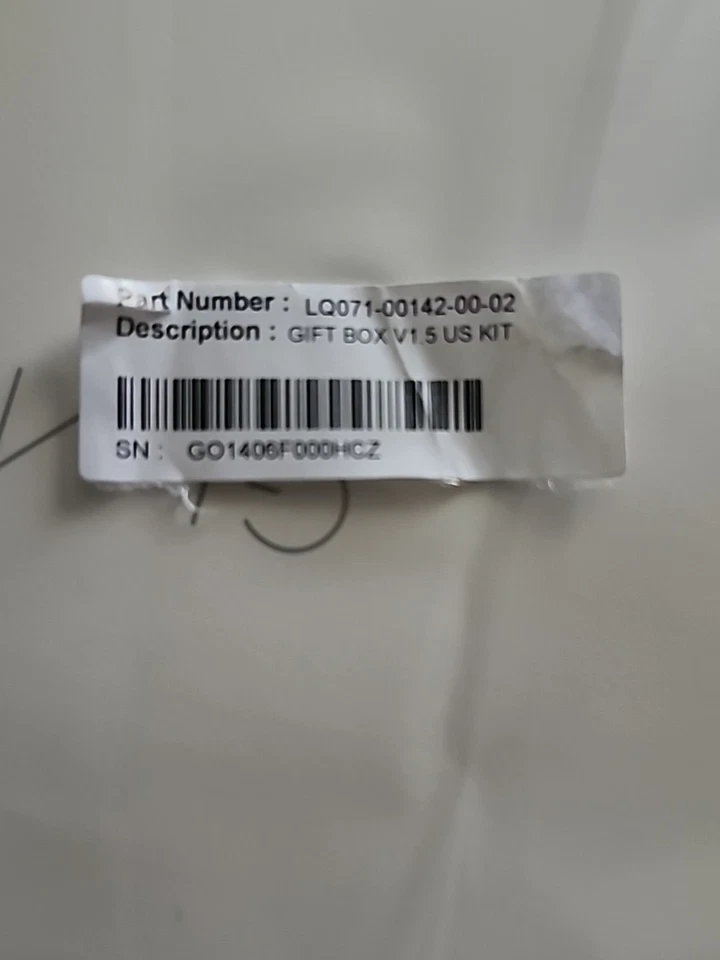 Part Number : LQ071-00142-00-02
Description : GIFT BOX V1.5 US KIT
SN : GO1406F000HCZ